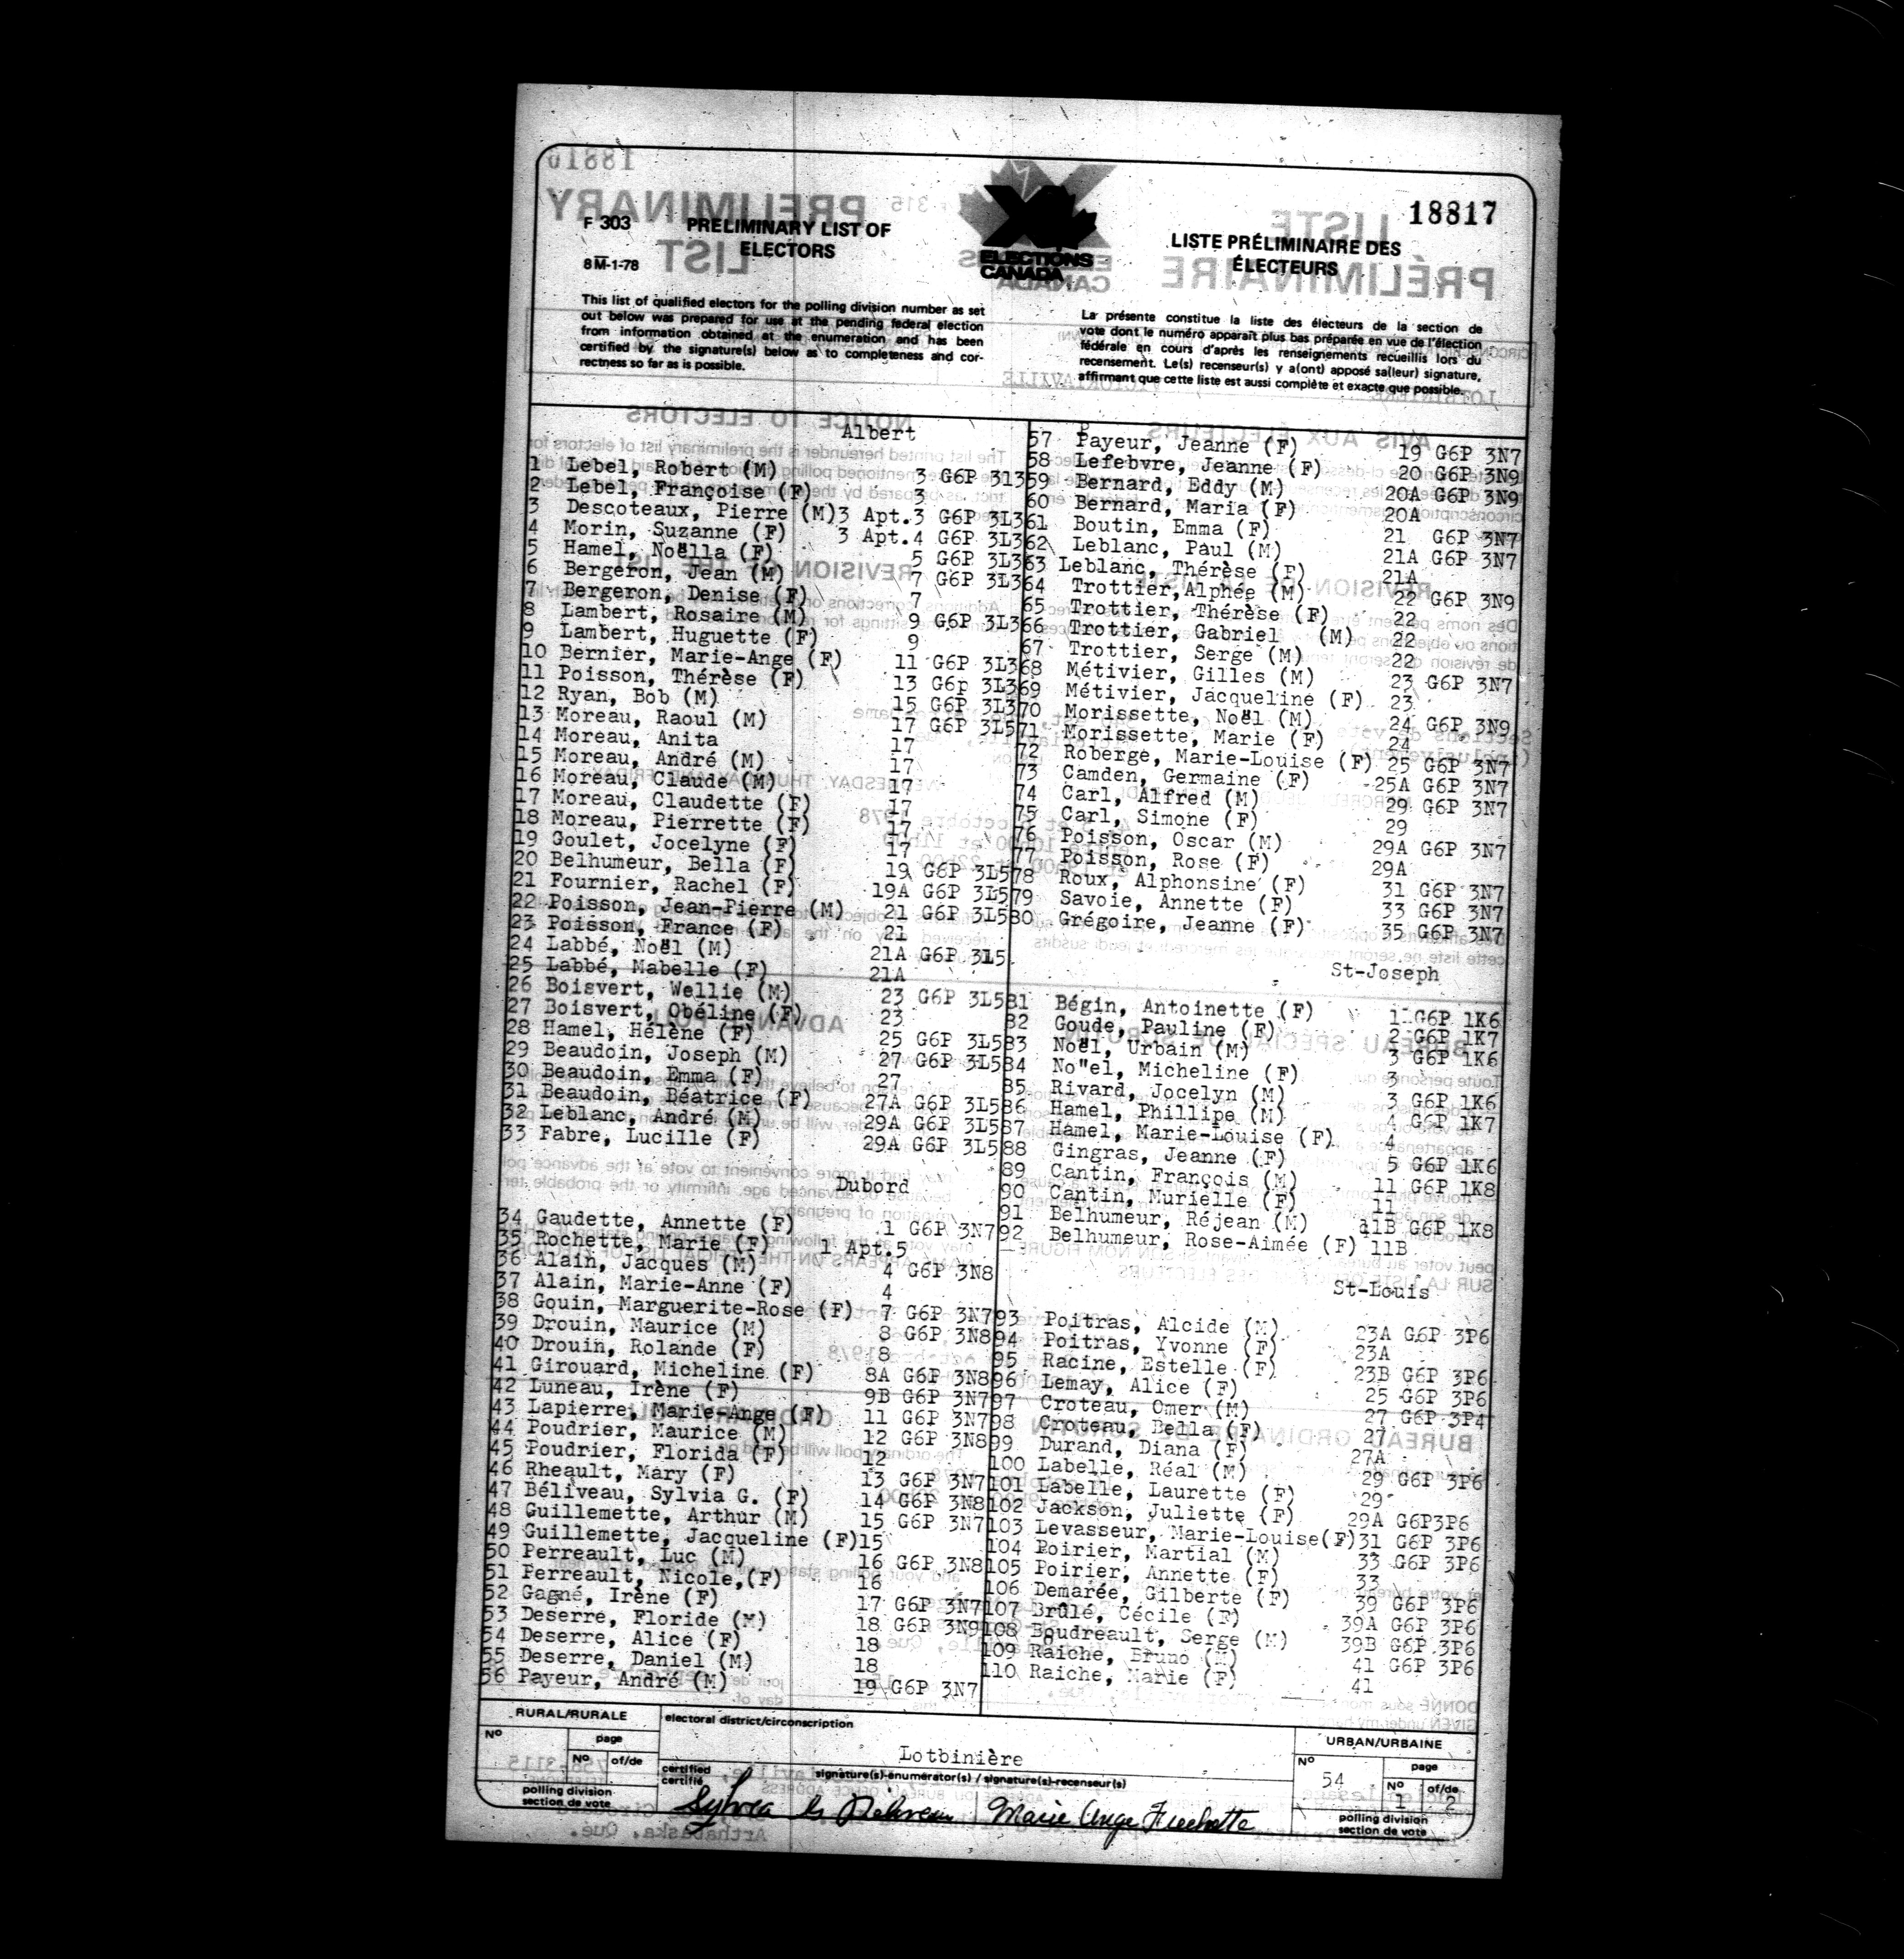 18817
F 303 PRELIMINARY LIST OF
ELECTORS
8M-1-78
ELECTIONS
CANADA
LISTE PRÉLIMINAIRE DES
ÉLECTEURS
This list of qualified electors for the polling division number as set
out below was prepared for use at the pending federal election
from information obtained at the enumeration and has been
certified by the signature(s) below as to completeness and cor-
rectness so far as is possible.
La présente constitue la liste des électeurs de la section de
vote dont le numéro apparaît plus bas préparée en vue de l'élection
fédérale en cours d'après les renseignements recueillis lors du
recensement. Le(s) recenseur(s) y a(ont) apposé sa(leur) signature,
affirmant que cette liste est aussi complète et exacte que possible.
Albert
1 Lebel, Robert (M) 3 G6P 313
2 Lebel, Françoise (F) 3
3 Descoteaux, Pierre (M)3 Apt.3 G6P 3L3
4 Morin, Suzanne (F) 3 Apt.4 G6P 3L3
5 Hamel, Noëlla (F) 5 G6P 3L3
6 Bergeron, Jean (M) 7 G6P 3L3
7 Bergeron, Denise (F) 7
8 Lambert, Rosaire (M) 9 G6P 3L3
9 Lambert, Huguette (F) 9
10 Bernier, Marie-Ange (F) 11 G6P 3L3
11 Poisson, Thérèse (F) 13 G6p 3L3
12 Ryan, Bob (M) 15 G6P 3L3
13 Moreau, Raoul (M) 17 G6P 3L5
14 Moreau, Anita 17
15 Moreau, André (M) 17
16 Moreau, Claude (M) 17
17 Moreau, Claudette (F) 17
18 Moreau, Pierrette (F) 17
19 Goulet, Jocelyne (F) 17
20 Belhumeur, Bella (F) 19 G6P 3L5
21 Fournier, Rachel (F) 19A G6P 3L5
22 Poisson, Jean-Pierre (M) 21 G6P 3L5
23 Poisson, France (F) 21
24 Labbé, Noël (M) 21A G6P 3L5
25 Labbé, Mabelle (F) 21A
26 Boisvert, Wellie (M) 23 G6P 3L5
27 Boisvert, Obéline (F) 23
28 Hamel, Hélène (F) 25 G6P 3L5
29 Beaudoin, Joseph (M) 27 G6P 3L5
30 Beaudoin, Emma (F) 27
31 Beaudoin, Béatrice (F) 27A G6P 3L5
32 Leblanc, André (M) 29A G6P 3L5
33 Fabre, Lucille (F) 29A G6P 3L5
Dubord
34 Gaudette, Annette (F) 1 G6P 3N7
35 Rochette, Marie (F) 1 Apt.5
36 Alain, Jacques (M) 4 G6P 3N8
37 Alain, Marie-Anne (F) 4
38 Gouin, Marguerite-Rose (F) 7 G6P 3N7
39 Drouin, Maurice (M) 8 G6P 3N8
40 Drouin, Rolande (F) 8
41 Girouard, Micheline (F) 8A G6P 3N8
42 Luneau, Irène (F) 9B G6P 3N7
43 Lapierre, Marie-Ange (F) 11 G6P 3N7
44 Poudrier, Maurice (M) 12 G6P 3N8
45 Poudrier, Florida (F) 12
46 Rheault, Mary (F) 13 G6P 3N7
47 Béliveau, Sylvia G. (F) 14 G6P 3N8
48 Guillemette, Arthur (M) 15 G6P 3N7
49 Guillemette, Jacqueline (F)15
50 Perreault, Luc (M) 16 G6P 3N8
51 Perreault, Nicole,(F) 16
52 Gagné, Irène (F) 17 G6P 3N7
53 Deserre, Floride (M) 18 G6P 3N9
54 Deserre, Alice (F) 18
55 Deserre, Daniel (M) 18
56 Payeur, André (M) 19 G6P 3N7
57 Payeur, Jeanne (F) 19 G6P 3N7
58 Lefebvre, Jeanne (F) 20 G6P 3N9
59 Bernard, Eddy (M) 20A G6P 3N9
60 Bernard, Maria (F) 20A
61 Boutin, Emma (F) 21 G6P 3N7
62 Leblanc, Paul (M) 21A G6P 3N7
63 Leblanc, Thérèse (F) 21A
64 Trottier,Alphée (M) 22 G6P 3N9
65 Trottier, Thérèse (F) 22
66 Trottier, Gabriel (M) 22
67 Trottier, Serge (M) 22
68 Métivier, Gilles (M) 23 G6P 3N7
69 Métivier, Jacqueline (F) 23
70 Morissette, Noël (M) 24 G6P 3N9
71 Morissette, Marie (F) 24
72 Roberge, Marie-Louise (F) 25 G6P 3N7
73 Camden, Germaine (F) 25A G6P 3N7
74 Carl, Alfred (M) 29 G6P 3N7
75 Carl, Simone (F) 29
76 Poisson, Oscar (M) 29A G6P 3N7
77 Poisson, Rose (F) 29A
78 Roux, Alphonsine (F) 31 G6P 3N7
79 Savoie, Annette (F) 33 G6P 3N7
80 Grégoire, Jeanne (F) 35 G6P 3N7
St-Joseph
81 Bégin, Antoinette (F) 1 G6P 1K6
82 Goude, Pauline (F) 2 G6P 1K7
83 Noël, Urbain (M) 3 G6P 1K6
84 No"el, Micheline (F) 3
85 Rivard, Jocelyn (M) 3 G6P 1K6
86 Hamel, Phillipe (M) 4 G6P 1K7
87 Hamel, Marie-Louise (F) 4
88 Gingras, Jeanne (F) 5 G6P 1K6
89 Cantin, François (M) 11 G6P 1K8
90 Cantin, Murielle (F) 11
91 Belhumeur, Réjean (M) 11B G6P 1K8
92 Belhumeur, Rose-Aimée (F) 11B
St-Louis
93 Poitras, Alcide (M) 23A G6P 3P6
94 Poitras, Yvonne (F) 23A
95 Racine, Estelle (F) 23B G6P 3P6
96 Lemay, Alice (F) 25 G6P 3P6
97 Croteau, Omer (M) 27 G6P 3P4
98 Croteau, Bella (F) 27
99 Durand, Diana (F) 27A
100 Labelle, Réal (M) 29 G6P 3P6
101 Labelle, Laurette (F) 29
102 Jackson, Juliette (F) 29A G6P3P6
103 Levasseur, Marie-Louise(F)31 G6P 3P6
104 Poirier, Martial (M) 33 G6P 3P6
105 Poirier, Annette (F) 33
106 Demarée, Gilberte (F) 39 G6P 3P6
107 Brûlé, Cécile (F) 39A G6P 3P6
108 Boudreault, Serge (M) 39B G6P 3P6
109 Raîche, Bruno (M) 41 G6P 3P6
110 Raiche, Marie (F) 41
RURAL/RURALE
No
page
No of/de
polling division
section de vote
electoral district/circonscription
Lotbinière
certified
certifié
signature(s)-énumerator(s) / signature(s)-recenseur(s)
Marie Ange Frechette
URBAN/URBAINE
No 54
page
No 1 of/de 2
polling division
section de vote